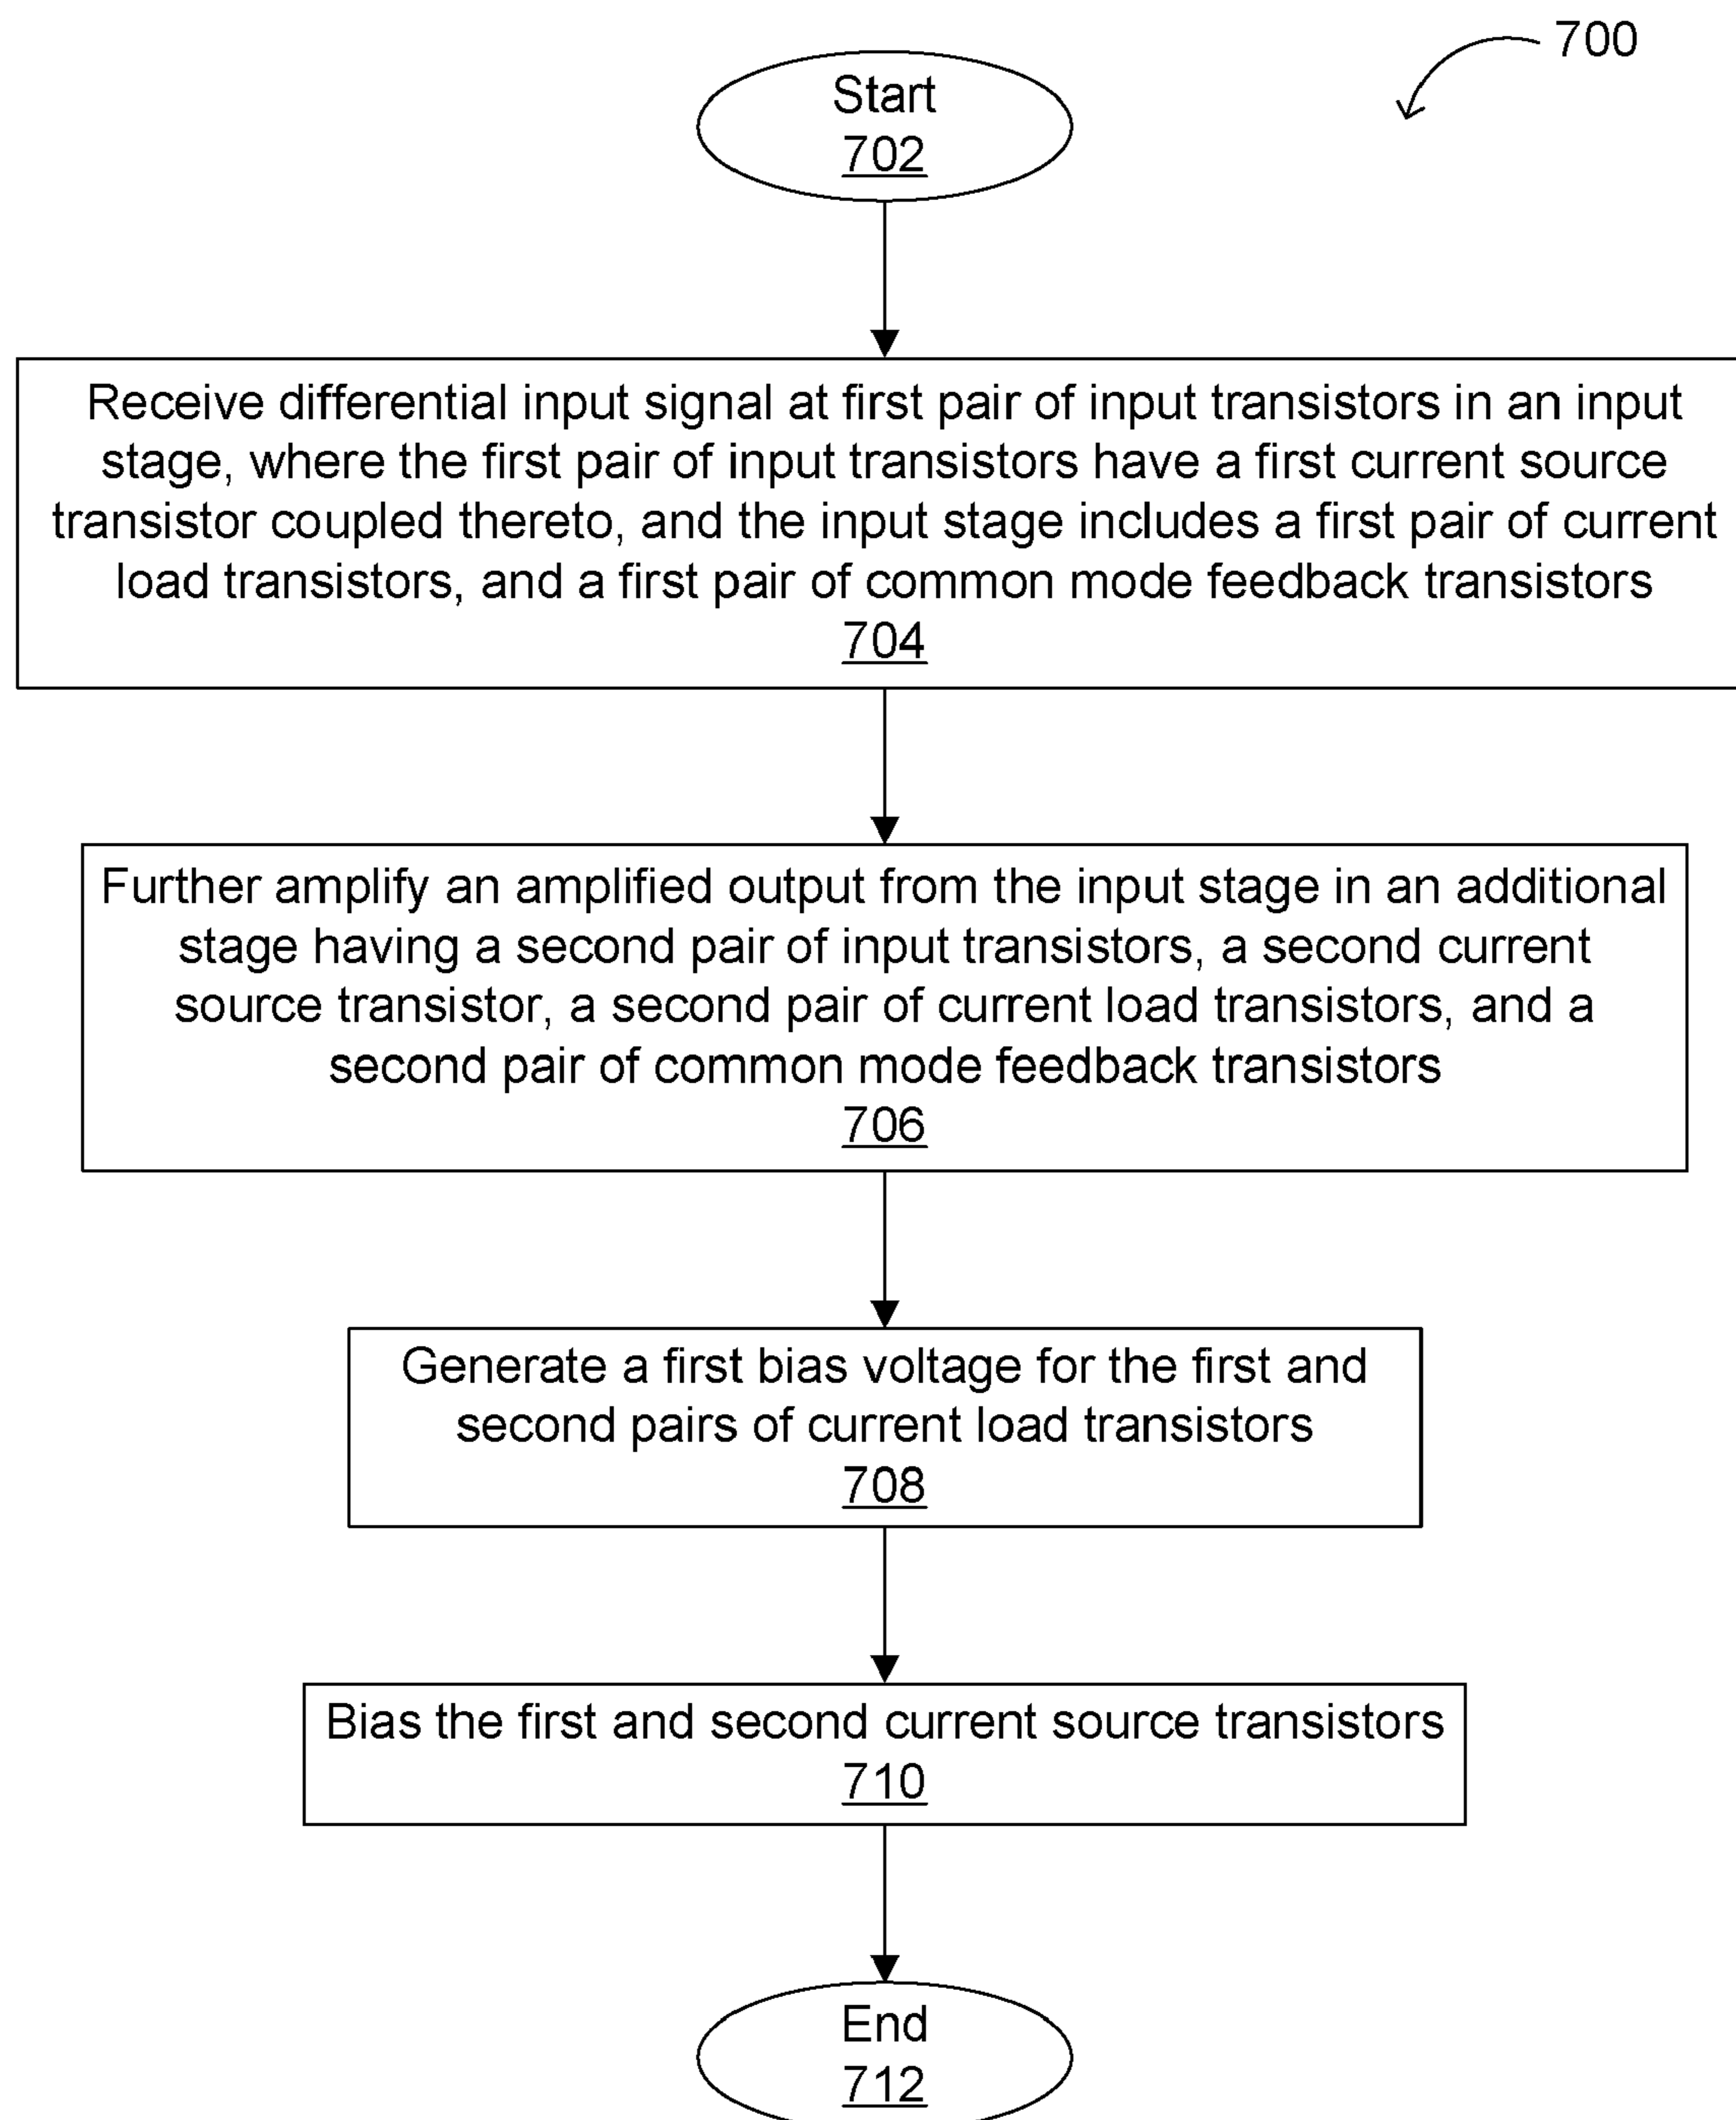 700
Start
702
Receive differential input signal at first pair of input transistors in an input
stage, where the first pair of input transistors have a first current source
transistor coupled thereto, and the input stage includes a first pair of current
load transistors, and a first pair of common mode feedback transistors
704
Further amplify an amplified output from the input stage in an additional
stage having a second pair of input transistors, a second current
source transistor, a second pair of current load transistors, and a
second pair of common mode feedback transistors
706
Generate a first bias voltage for the first and
second pairs of current load transistors
708
Bias the first and second current source transistors
710
End
712